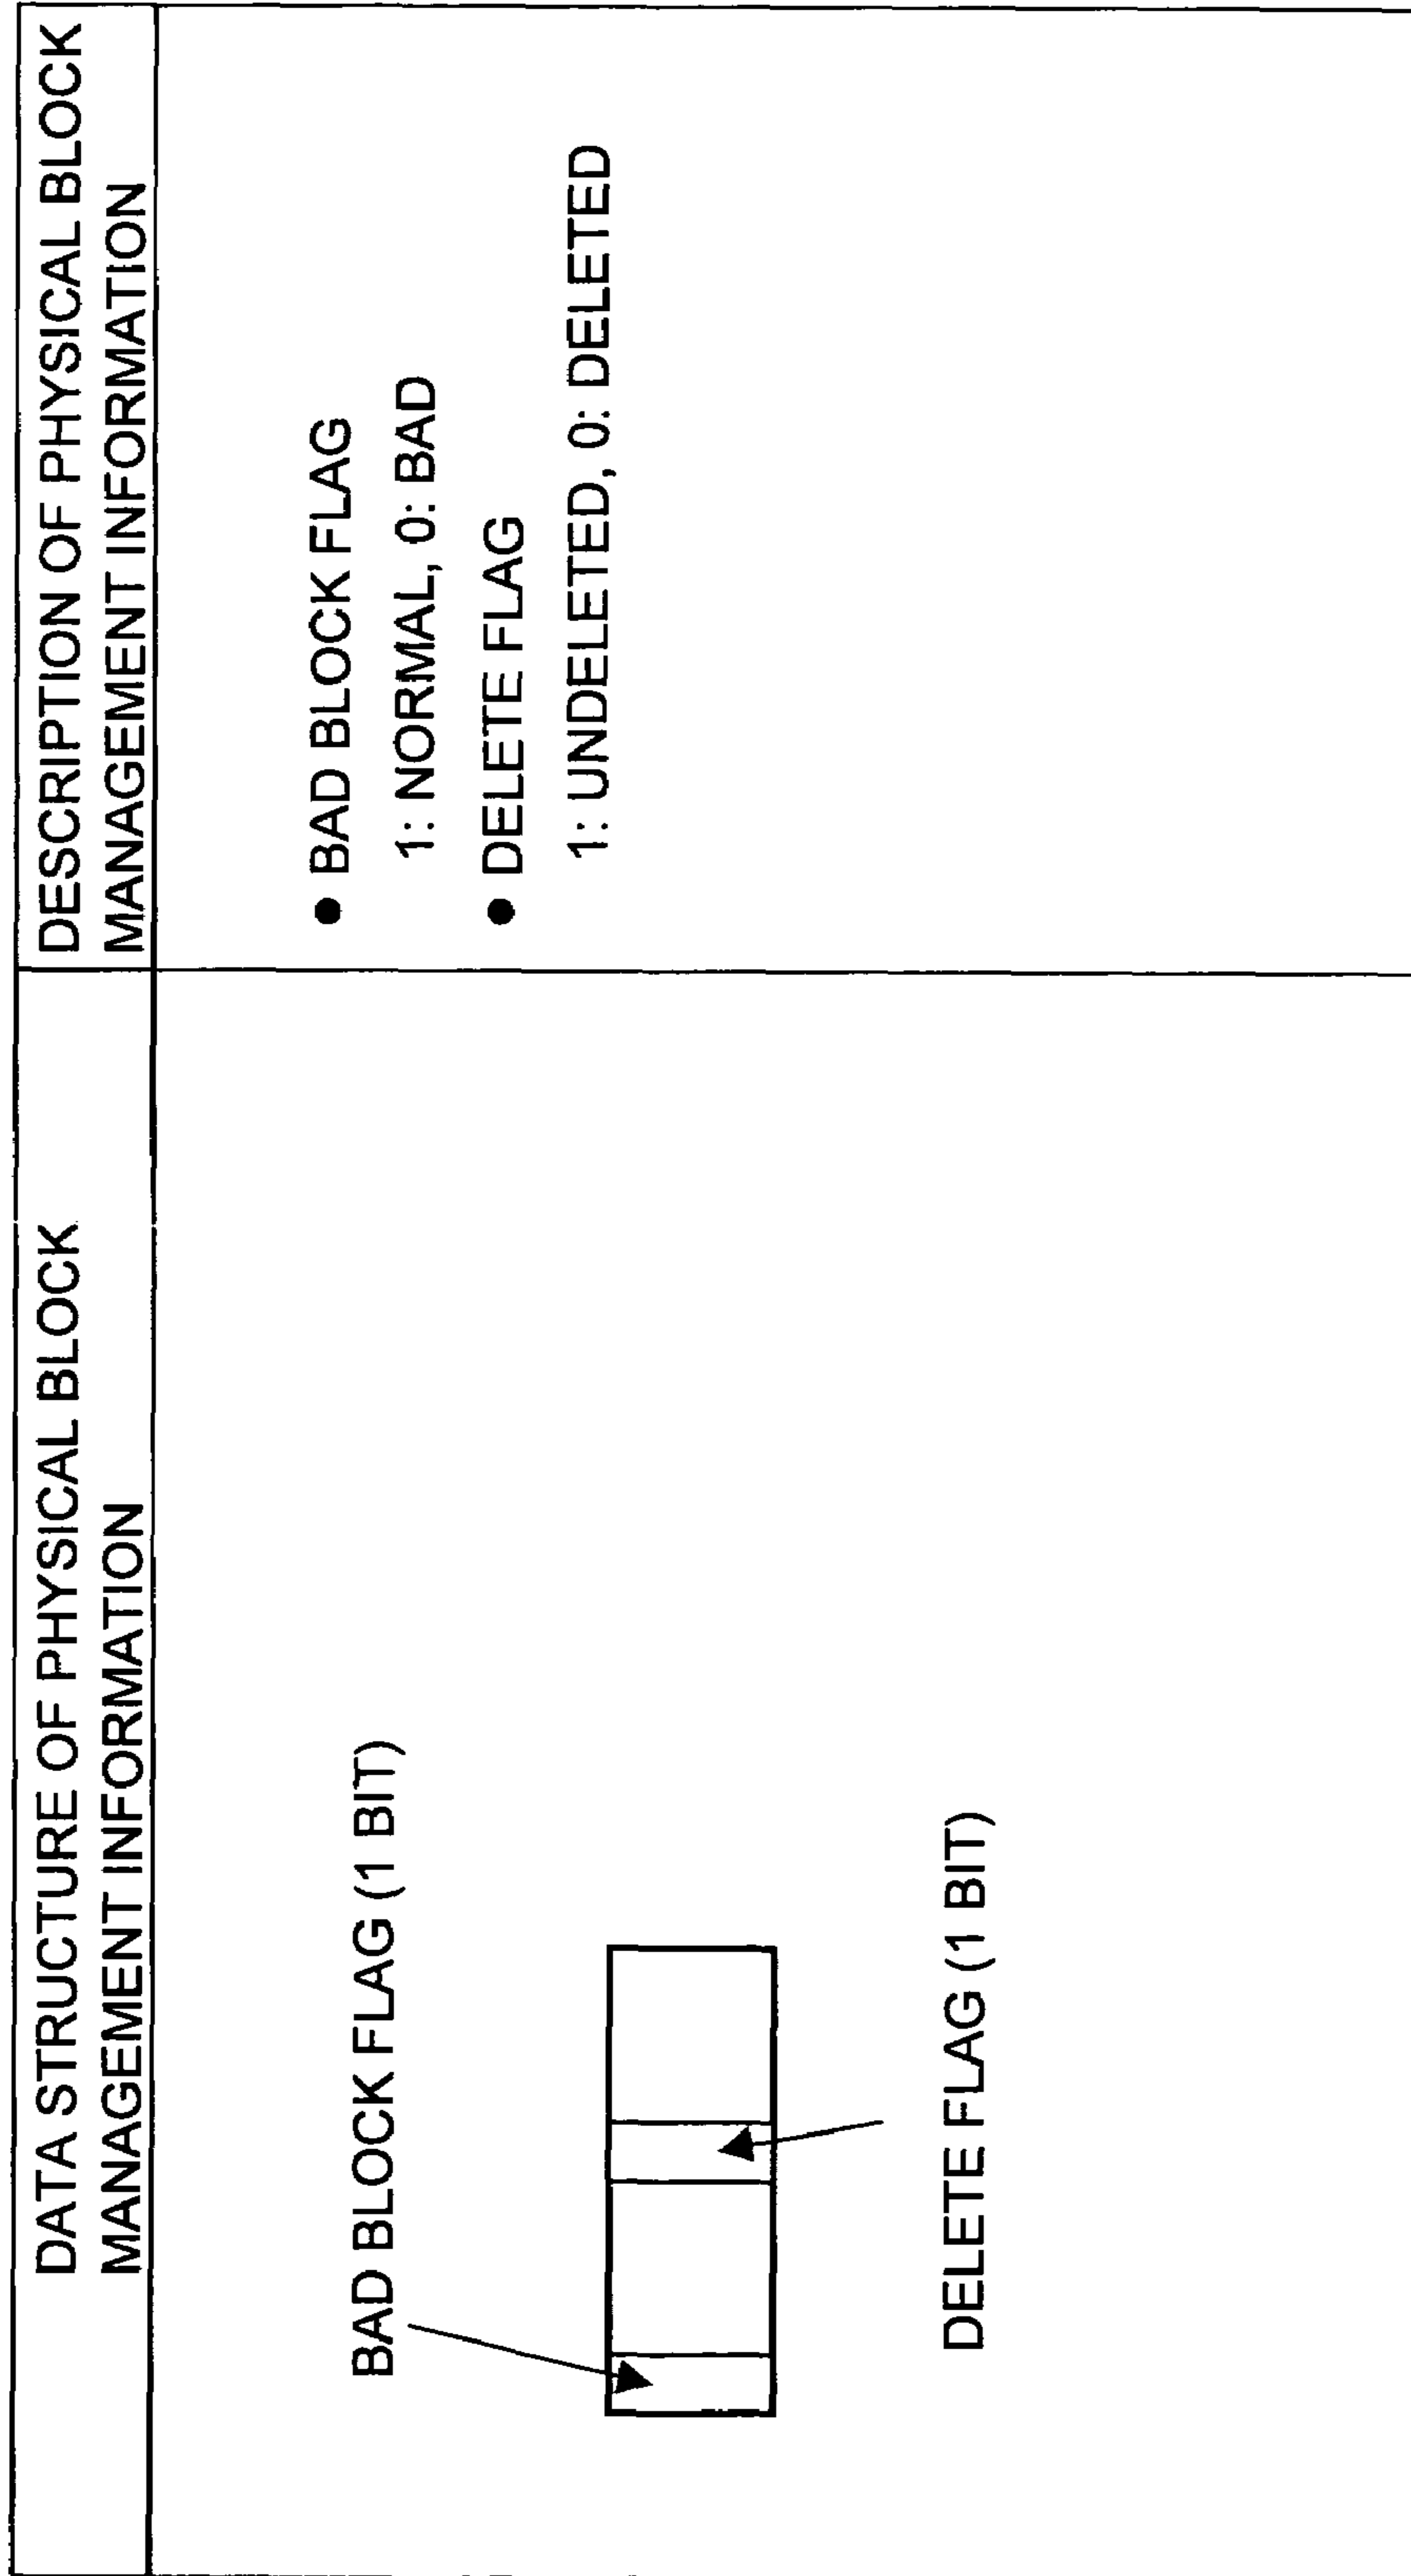 DATA STRUCTURE OF PHYSICAL BLOCK
MANAGEMENT INFORMATION
DESCRIPTION OF PHYSICAL BLOCK
MANAGEMENT INFORMATION
BAD BLOCK FLAG (1 BIT)
DELETE FLAG (1 BIT)
● BAD BLOCK FLAG
1: NORMAL, 0: BAD
● DELETE FLAG
1: UNDELETED, 0: DELETED